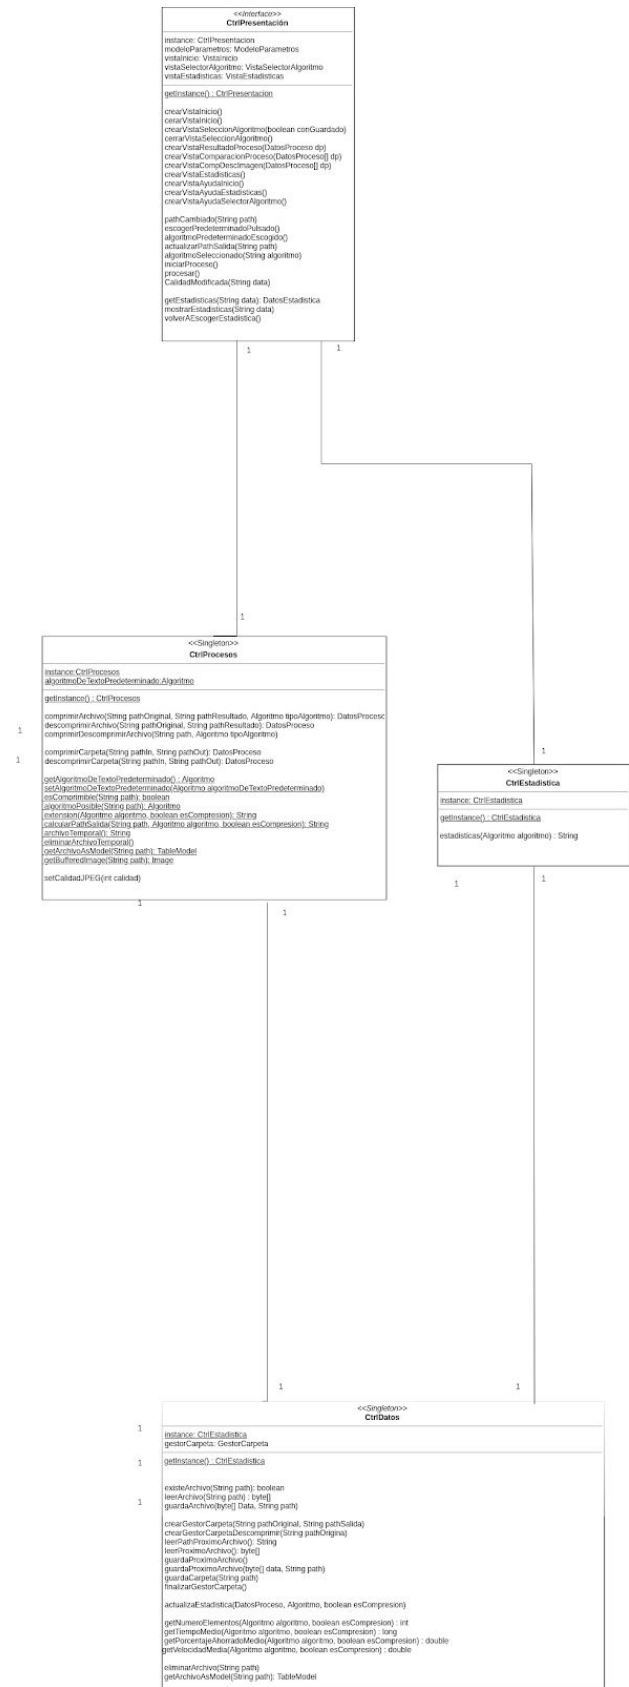 <<Interface>>
CtrlPresentación
instance: CtrlPresentacion
modeloParametros: ModeloParametros
vistaInicio: VistaInicio
vistaSelectorAlgoritmo: VistaSelectorAlgoritmo
vistaEstadisticas: VistaEstadisticas
getInstance() : CtrlPresentacion
crearVistaInicio()
cerarVistaInicio()
crearVistaSeleccionAlgoritmo(boolean conGuardado)
cerrarVistaSeleccionAlgoritmo()
crearVistaResultadoProceso(DatosProceso dp)
crearVistaComparacionProceso(DatosProceso[] dp)
crearVistaCompDescImagen(DatosProceso[] dp)
crearVistaEstadisticas()
crearVistaAyudaInicio()
crearVistaAyudaEstadisticas()
crearVistaAyudaSelectorAlgoritmo()
pathCambiado(String path)
escogerPredeterminadoPulsado()
algoritmoPredeterminadoEscogido()
actualizarPathSalida(String path)
algoritmoSeleccionado(String algoritmo)
iniciarProceso()
procesar()
CalidadModificada(String data)
getEstadisticas(String data): DatosEstadistica
mostrarEstadisticas(String data)
volverAEscogerEstadistica()
1
1
1
<<Singleton>>
CtrlProcesos
instance:CtrlProcesos
algoritmoDeTextoPredeterminado:Algoritmo
getInstance() : CtrlProcesos
comprimirArchivo(String pathOriginal, String pathResultado, Algoritmo tipoAlgoritmo): DatosProceso
descomprimirArchivo(String pathOriginal, String pathResultado): DatosProceso
comprimirDescomprimirArchivo(String path, Algoritmo tipoAlgoritmo)
comprimirCarpeta(String pathIn, String pathOut): DatosProceso
descomprimirCarpeta(String pathIn, String pathOut): DatosProceso
getAlgoritmoDeTextoPredeterminado() : Algoritmo
setAlgoritmoDeTextoPredeterminado(Algoritmo algoritmoDeTextoPredeterminado)
esComprimible(String path): boolean
algoritmoPosible(String path): Algoritmo
extension(Algoritmo algoritmo, boolean esCompresion): String
calcularPathSalida(String path, Algoritmo algoritmo, boolean esCompresion): String
archivoTemporal(): String
eliminarArchivoTemporal()
getArchivoAsModel(String path): TableModel
getBufferedImage(String path): Image
setCalidadJPEG(int calidad)
1
1
1
1
1
<<Singleton>>
CtrlEstadistica
instance: CtrlEstadistica
getInstance() : CtrlEstadistica
estadisticas(Algoritmo algoritmo) : String
1
1
1
1
<<Singleton>>
CtrlDatos
instance: CtrlEstadistica
gestorCarpeta: GestorCarpeta
getInstance() : CtrlEstadistica
existeArchivo(String path): boolean
leerArchivo(String path) : byte[]
guardaArchivo(byte[] Data, String path)
crearGestorCarpeta(String pathOriginal, String pathSalida)
crearGestorCarpetaDescomprimir(String pathOrigina)
leerPathProximoArchivo(): String
leerProximoArchivo(): byte[]
guardaProximoArchivo()
guardaProximoArchivo(byte[] data, String path)
guardaCarpeta(String path)
finalizarGestorCarpeta()
actualizaEstadistica(DatosProceso, Algoritmo, boolean esCompresion)
getNumeroElementos(Algoritmo algoritmo, boolean esCompresion) : int
getTiempoMedio(Algoritmo algoritmo, boolean esCompresion) : long
getPorcentajeAhorradoMedio(Algoritmo algoritmo, boolean esCompresion) : double
getVelocidadMedia(Algoritmo algoritmo, boolean esCompresion) : double
eliminarArchivo(String path)
getArchivoAsModel(String path): TableModel
1
1
1